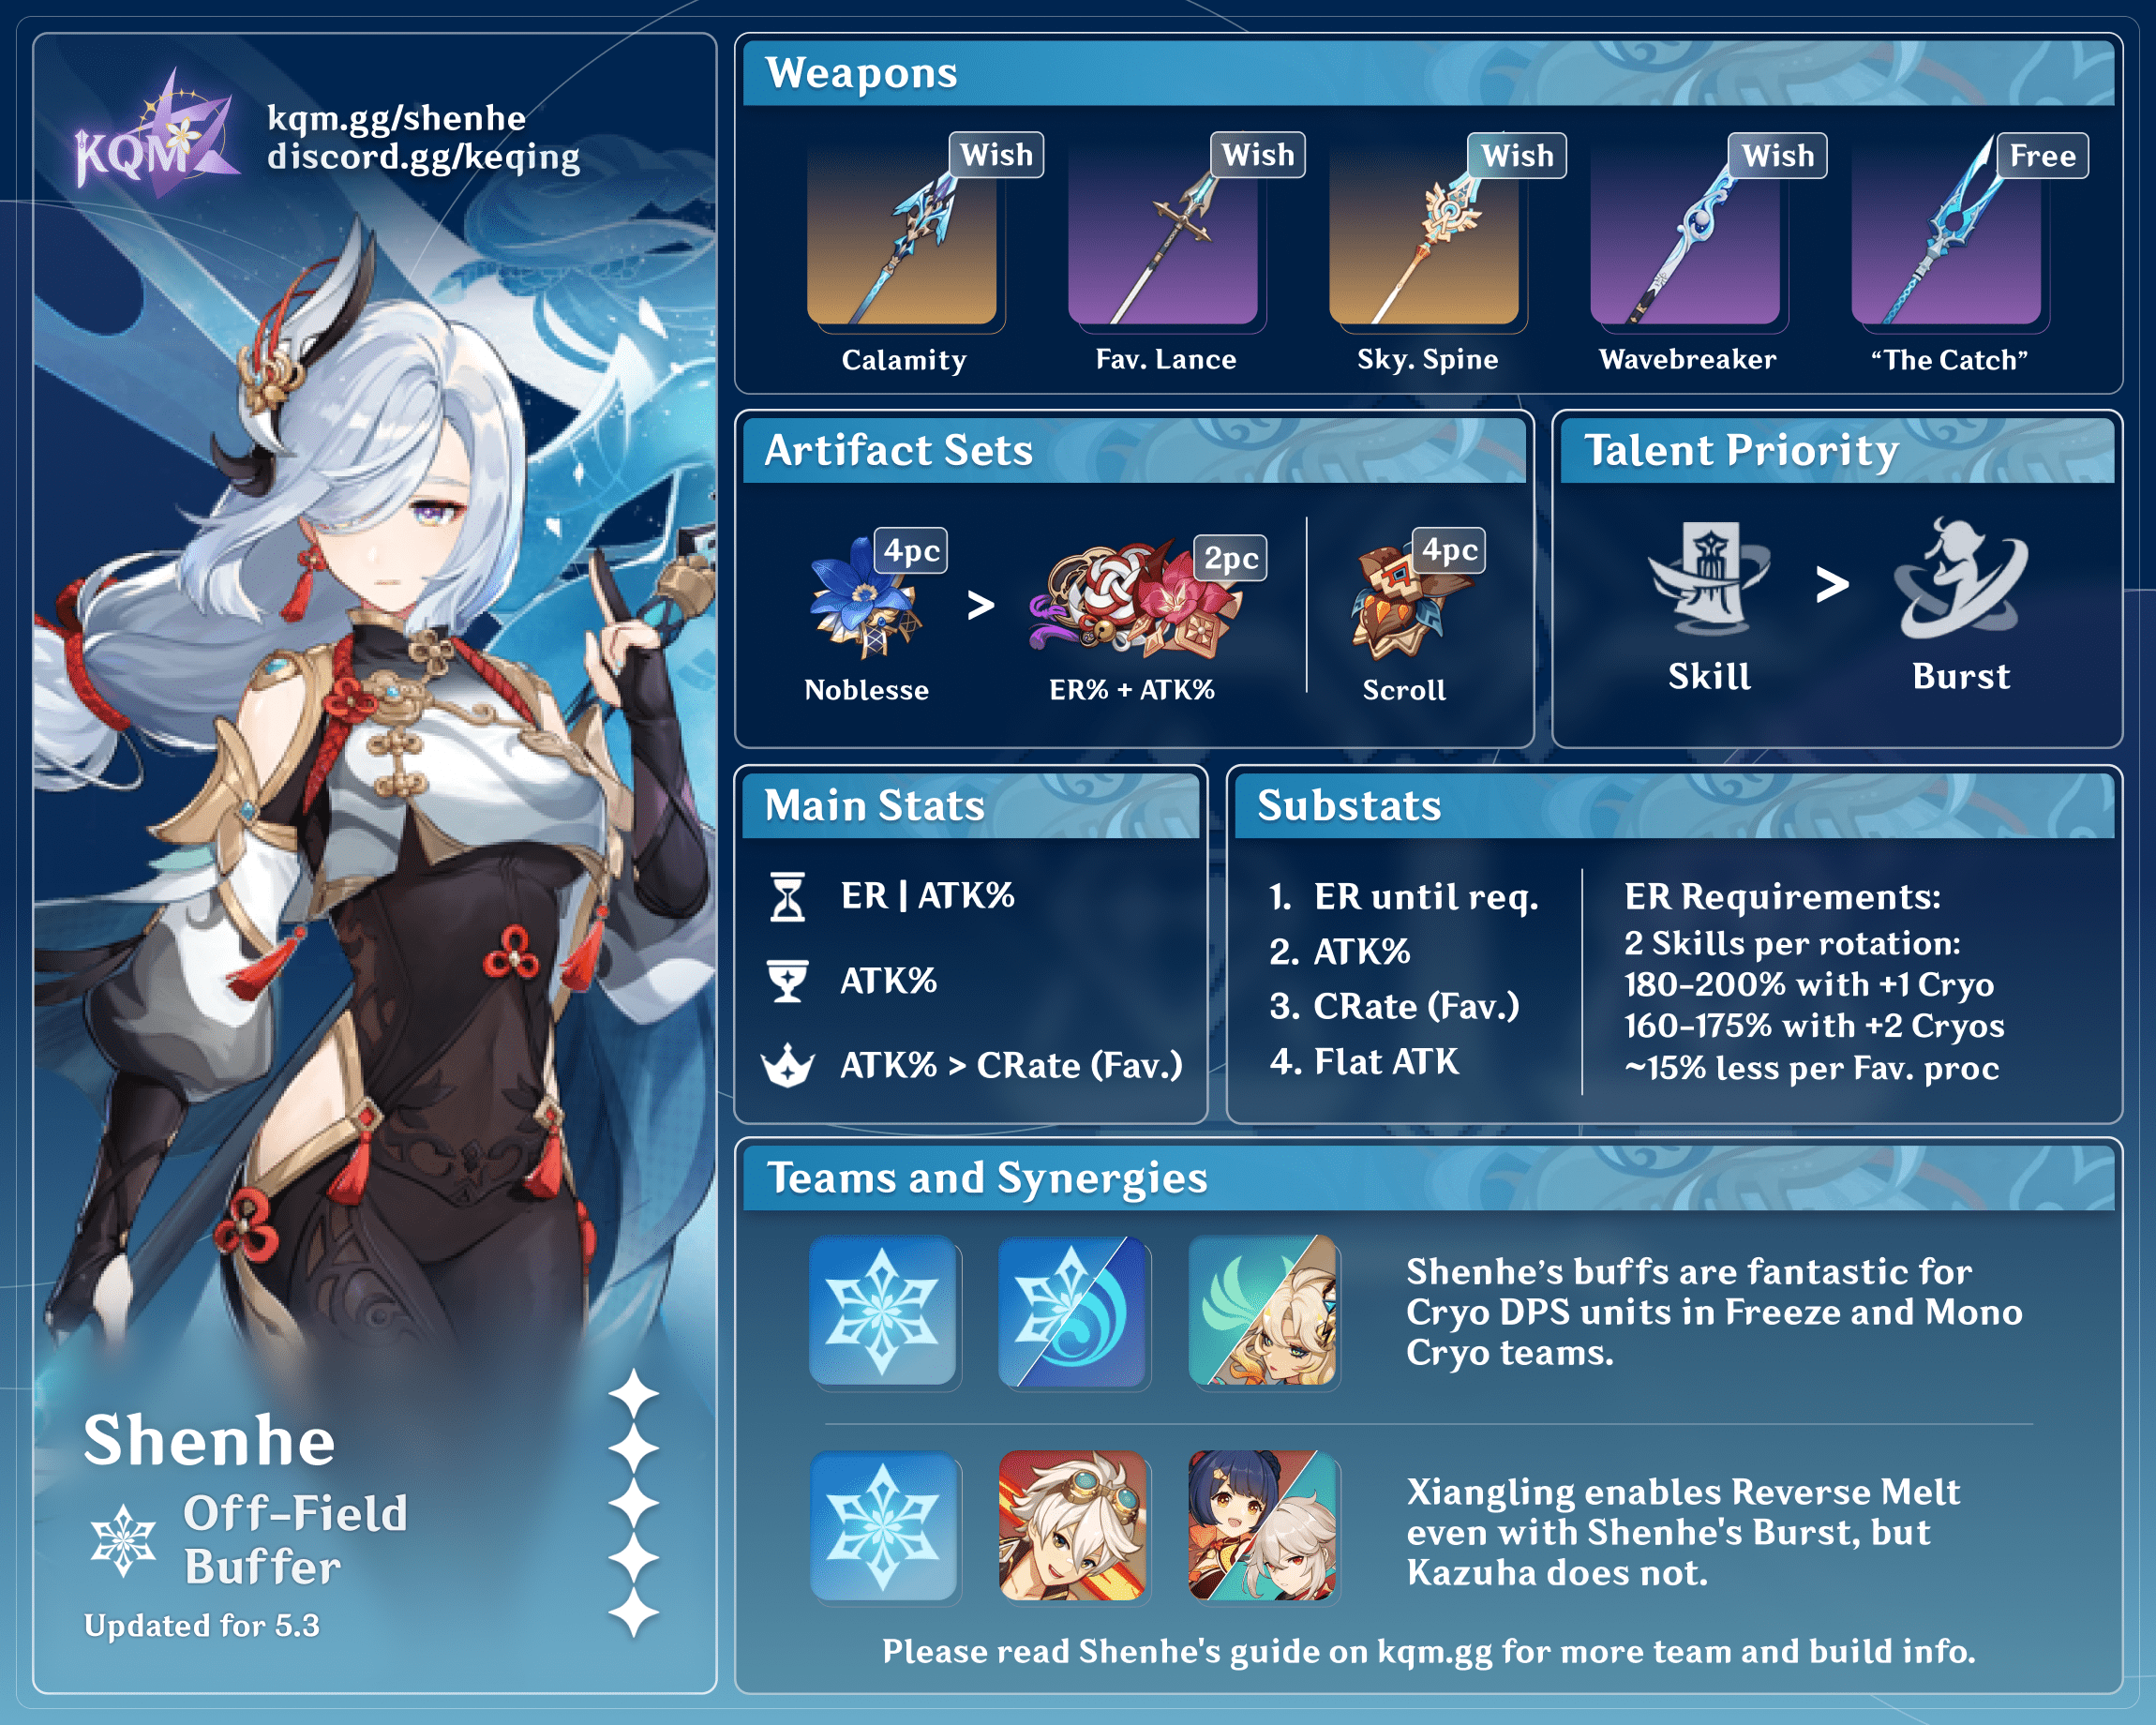 KQM
kqm.gg/shenhe
discord.gg/keqing
Shenhe
Off-Field
Buffer
Updated for 5.3
Weapons
Wish
Wish
Wish
Wish
Free
Calamity
Fav. Lance
Sky. Spine
Wavebreaker
“The Catch”
Artifact Sets
4pc
>
2pc
4pc
Noblesse
ER% + ATK%
Scroll
Talent Priority
>
Skill
Burst
Main Stats
ER | ATK%
ATK%
ATK% > CRate (Fav.)
Substats
1. ER until req.
2. ATK%
3. CRate (Fav.)
4. Flat ATK
ER Requirements:
2 Skills per rotation:
180-200% with +1 Cryo
160-175% with +2 Cryos
~15% less per Fav. proc
Teams and Synergies
Shenhe’s buffs are fantastic for
Cryo DPS units in Freeze and Mono
Cryo teams.
Xiangling enables Reverse Melt
even with Shenhe's Burst, but
Kazuha does not.
Please read Shenhe's guide on kqm.gg for more team and build info.